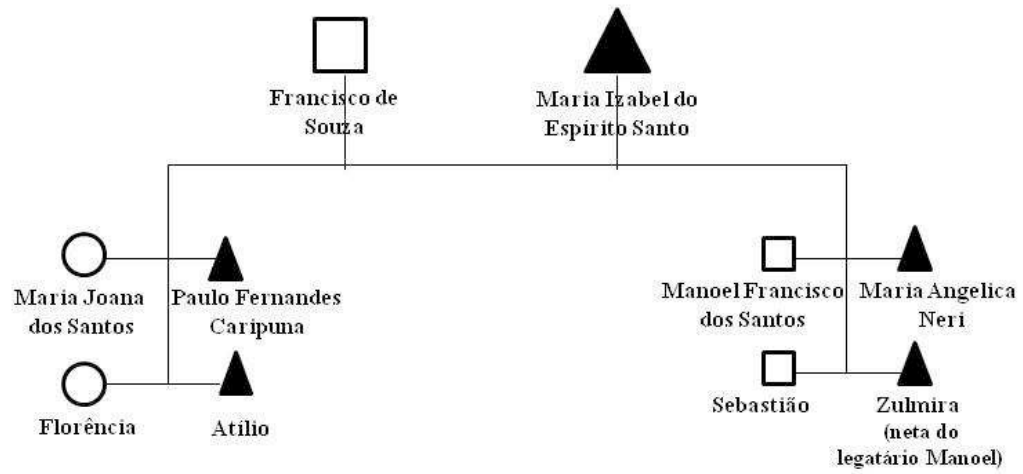 Francisco de
Souza
Maria Izabel do
Espírito Santo
Maria Joana
dos Santos
Paulo Fernandes
Caripuna
Manoel Francisco
dos Santos
Maria Angelica
Neri
Florência
Atílio
Sebastião
Zulmira
(neta do
legatário Manoel)